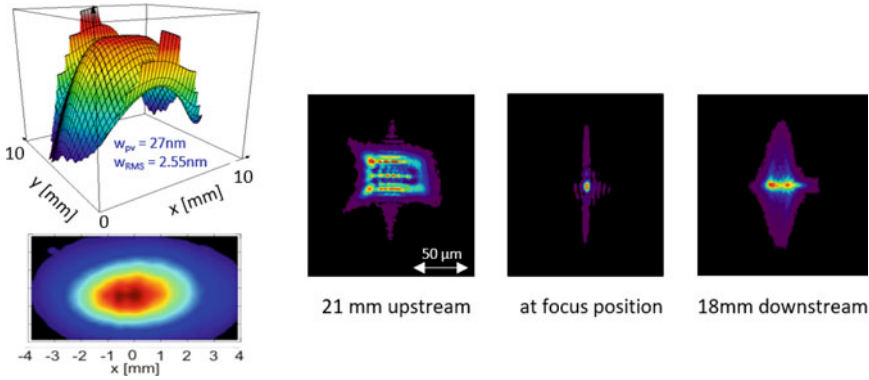 w_pv = 27nm
w_RMS = 2.55nm
10
y [mm]
0
x [mm]
10
-4 -3 -2 -1 0 1 2 3 4
x [mm]
50 µm
21 mm upstream
at focus position
18mm downstream